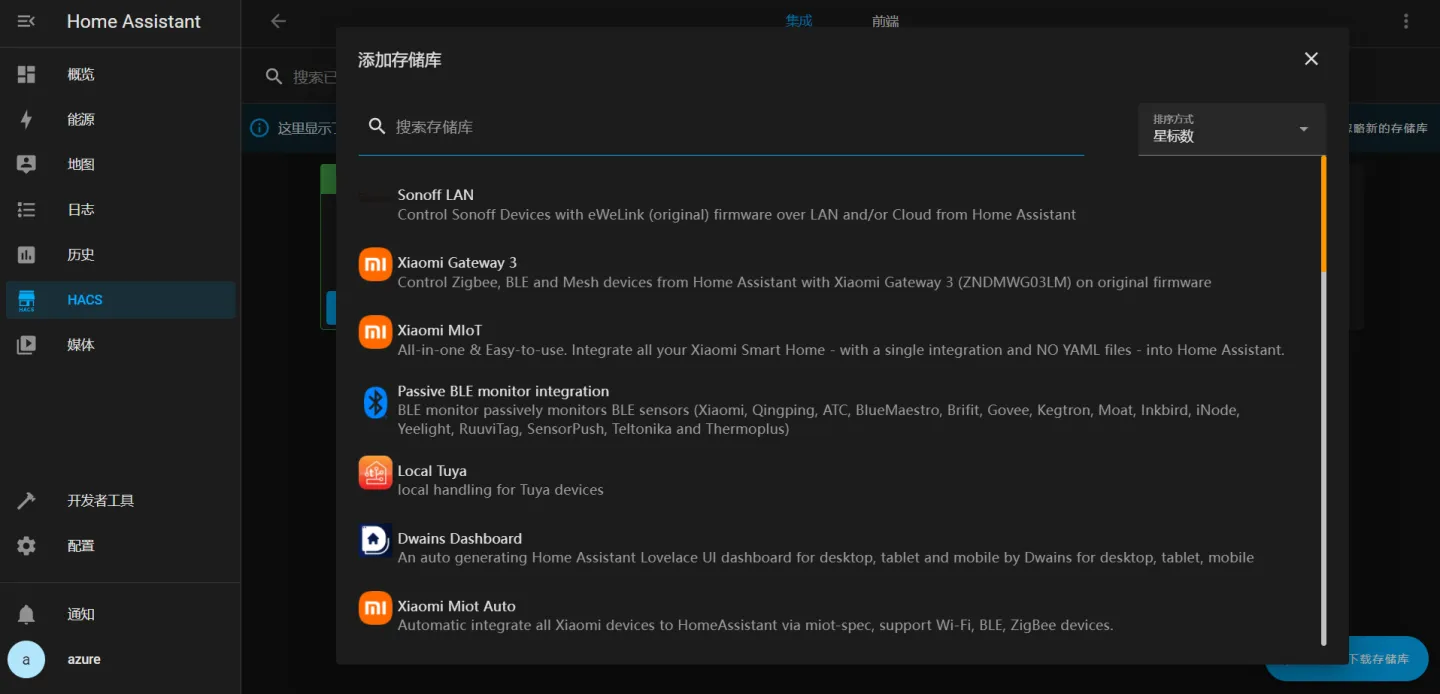 Home Assistant
集成
前端
概览
能源
地图
日志
历史
HACS
HACS
媒体
开发者工具
配置
通知
a
azure
搜索已
这里显示了
添加存储库
搜索存储库
排序方式
星标数
略新的存储库
Sonoff LAN
Control Sonoff Devices with eWeLink (original) firmware over LAN and/or Cloud from Home Assistant
Xiaomi Gateway 3
Control Zigbee, BLE and Mesh devices from Home Assistant with Xiaomi Gateway 3 (ZNDMWG03LM) on original firmware
Xiaomi MIoT
All-in-one & Easy-to-use. Integrate all your Xiaomi Smart Home - with a single integration and NO YAML files - into Home Assistant.
Passive BLE monitor integration
BLE monitor passively monitors BLE sensors (Xiaomi, Qingping, ATC, BlueMaestro, Brifit, Govee, Kegtron, Moat, Inkbird, iNode,
Yeelight, RuuviTag, SensorPush, Teltonika and Thermoplus)
Local Tuya
local handling for Tuya devices
Dwains Dashboard
An auto generating Home Assistant Lovelace UI dashboard for desktop, tablet and mobile by Dwains for desktop, tablet, mobile
Xiaomi Miot Auto
Automatic integrate all Xiaomi devices to HomeAssistant via miot-spec, support Wi-Fi, BLE, ZigBee devices.
下载存储库